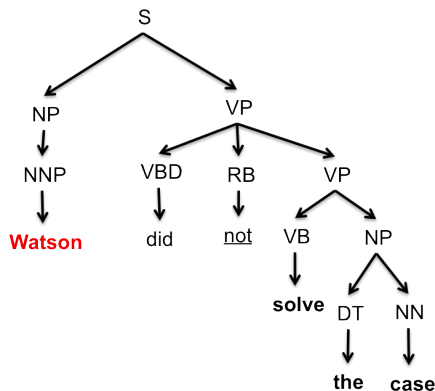 S
NP VP
NNP VBD RB VP
Watson did not VB NP
solve DT NN
the case